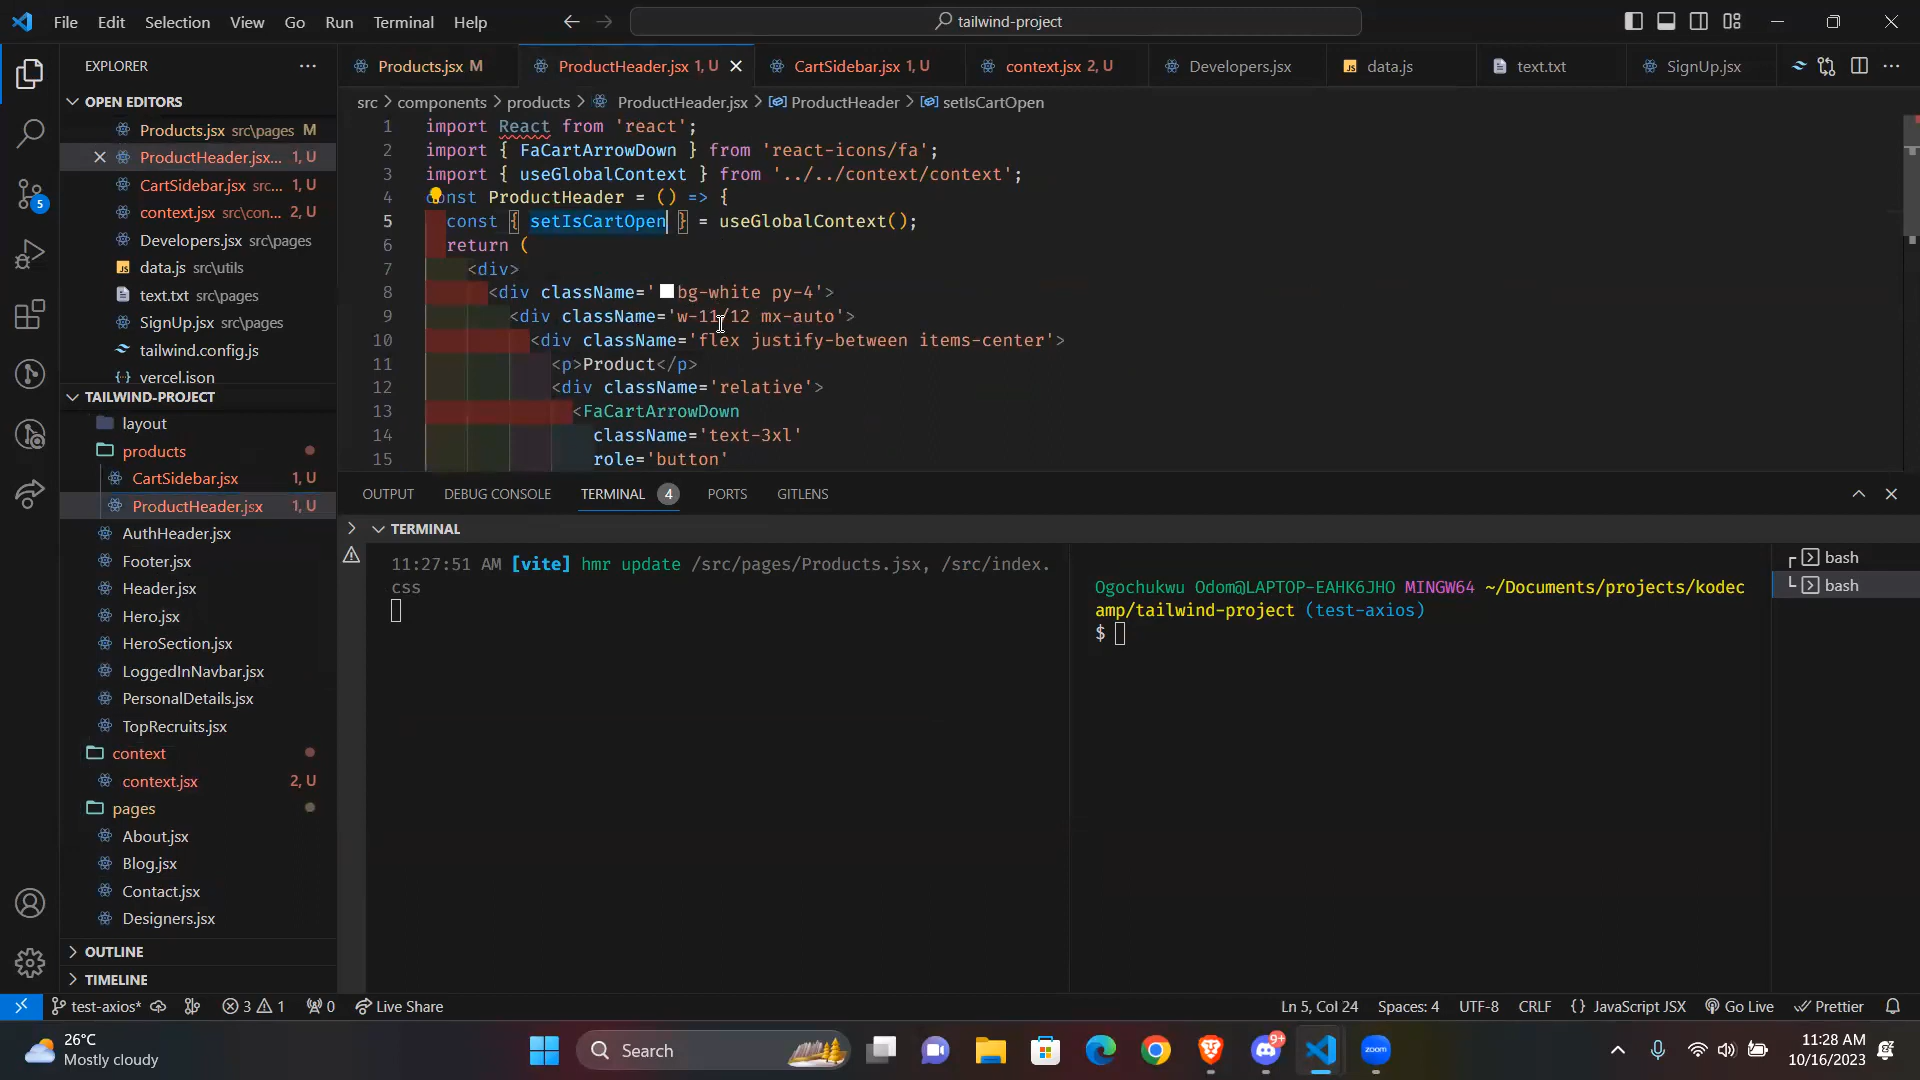 File Edit Selection View Go Run Terminal Help
tailwind-project
EXPLORER
Products.jsx M
ProductHeader.jsx 1, U
CartSidebar.jsx 1, U
context.jsx 2, U
Developers.jsx
data.js
text.txt
SignUp.jsx
OPEN EDITORS
Products.jsx src\pages M
ProductHeader.jsx... 1, U
CartSidebar.jsx src... 1, U
context.jsx src\con... 2, U
Developers.jsx src\pages
data.js src\utils
text.txt src\pages
SignUp.jsx src\pages
tailwind.config.js
vercel.json
TAILWIND-PROJECT
layout
products
CartSidebar.jsx 1, U
ProductHeader.jsx 1, U
AuthHeader.jsx
Footer.jsx
Header.jsx
Hero.jsx
HeroSection.jsx
LoggedInNavbar.jsx
PersonalDetails.jsx
TopRecruits.jsx
context
context.jsx 2, U
pages
About.jsx
Blog.jsx
Contact.jsx
Designers.jsx
OUTLINE
TIMELINE
5
src > components > products > ProductHeader.jsx > ProductHeader > setIsCartOpen
1 import React from 'react';
2 import { FaCartArrowDown } from 'react-icons/fa';
3 import { useGlobalContext } from '../../context/context';
4 const ProductHeader = () => {
5 const { setIsCartOpen } = useGlobalContext();
6 return (
7 <div>
8 <div className='bg-white py-4'>
9 <div className='w-11/12 mx-auto'>
10 <div className='flex justify-between items-center'>
11 <p>Product</p>
12 <div className='relative'>
13 <FaCartArrowDown
14 className='text-3xl'
15 role='button'
OUTPUT DEBUG CONSOLE TERMINAL 4 PORTS GITLENS
TERMINAL
11:27:51 AM [vite] hmr update /src/pages/Products.jsx, /src/index.
css
Ogochukwu Odom@LAPTOP-EAHK6JHO MINGW64 ~/Documents/projects/kodec
amp/tailwind-project (test-axios)
$
bash
bash
test-axios* 3 1 0 Live Share
Ln 5, Col 24 Spaces: 4 UTF-8 CRLF {} JavaScript JSX Go Live Prettier
26°C
Mostly cloudy
Search
9+
zoom
11:28 AM
10/16/2023